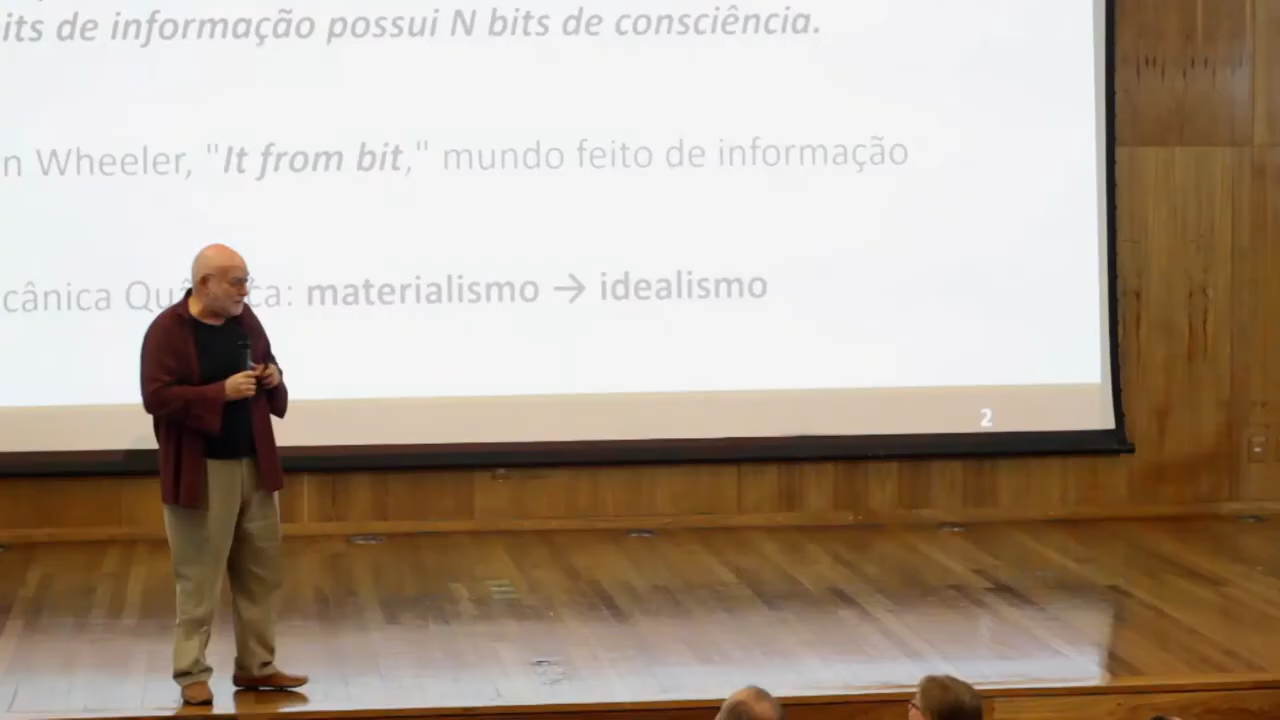 its de informação possui N bits de consciência.
n Wheeler, "It from bit," mundo feito de informação
cânica Qu ca: materialismo → idealismo
2